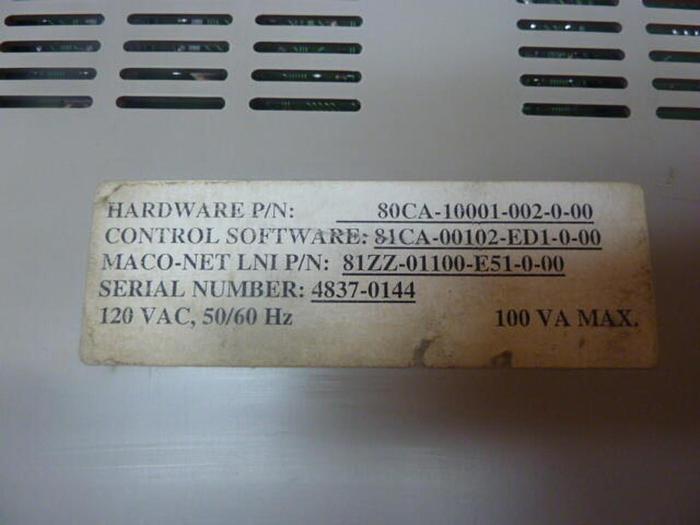 HARDWARE P/N: 80CA-10001-002-0-00
CONTROL SOFTWARE: 81CA-00102-ED1-0-00
MACO-NET LNI P/N: 81ZZ-01100-E51-0-00
SERIAL NUMBER: 4837-0144
120 VAC, 50/60 Hz 100 VA MAX.